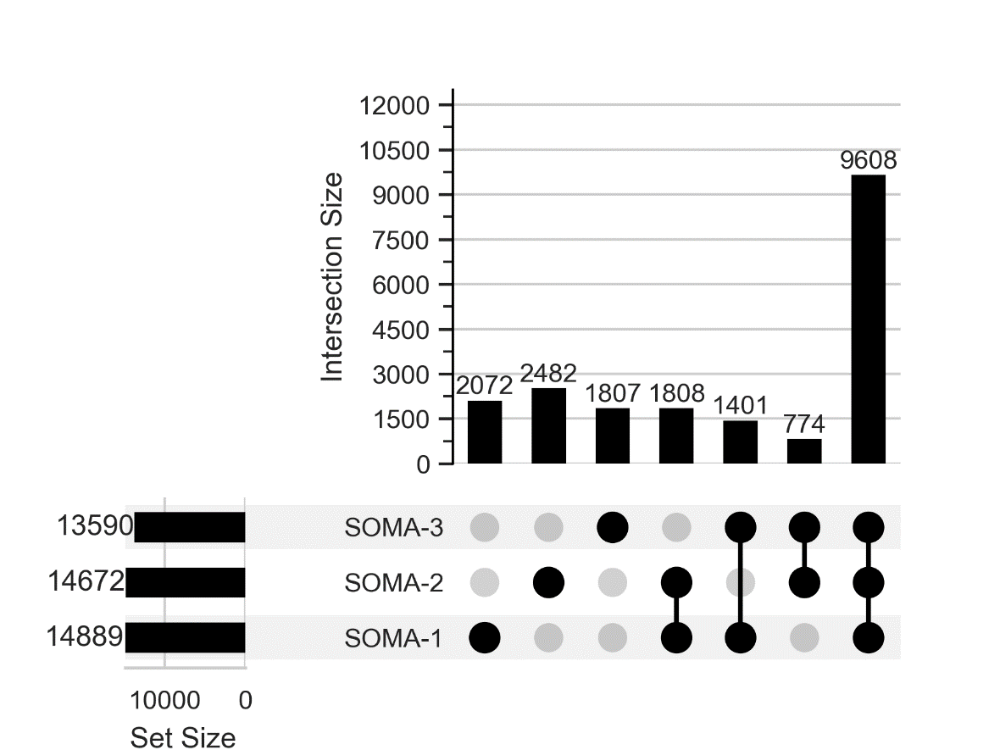 12000
10500
9000
7500
6000
4500
3000
1500
0
Intersection Size
2072 2482 1807 1808 1401 774 9608
13590 SOMA-3
14672 SOMA-2
14889 SOMA-1
10000 0
Set Size